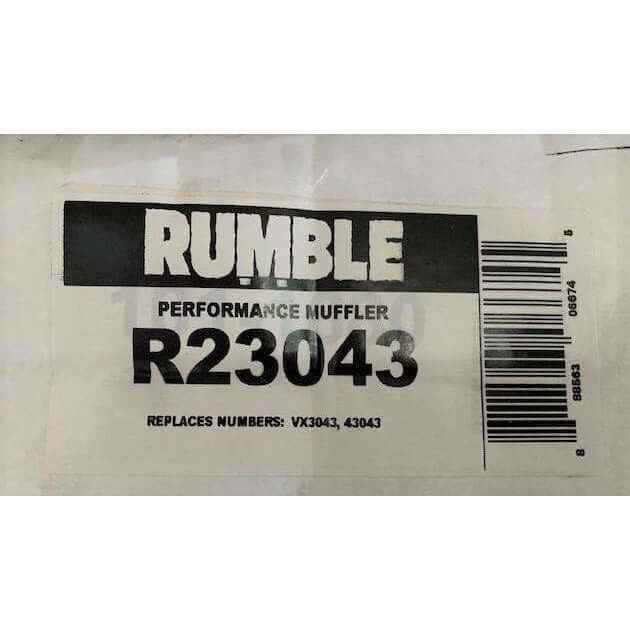 RUMBLE
PERFORMANCE MUFFLER
R23043
REPLACES NUMBERS: VX3043, 43043
8 88563 06674 5